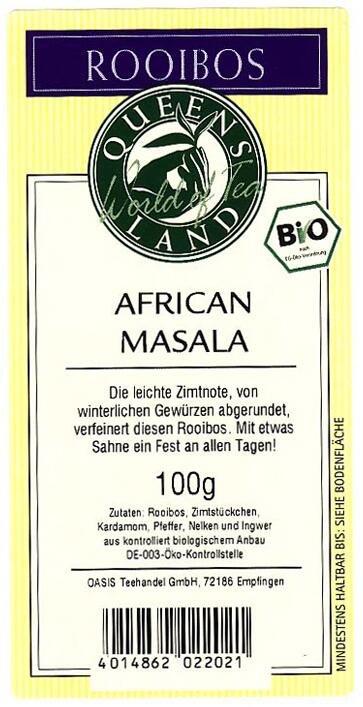 ROOIBOS
QUEENS
World of Tea
LAND
BiO
nach
EG-Öko-Verordnung
AFRICAN
MASALA
Die leichte Zimtnote, von
winterlichen Gewürzen abgerundet,
verfeinert diesen Rooibos. Mit etwas
Sahne ein Fest an allen Tagen!
100g
Zutaten: Rooibos, Zimtstückchen,
Kardamom, Pfeffer, Nelken und Ingwer
aus kontrolliert biologischem Anbau
DE-003-Öko-Kontrollstelle
OASIS Teehandel GmbH, 72186 Empfingen
4 014862 022021
MINDESTENS HALTBAR BIS: SIEHE BODENFLÄCHE